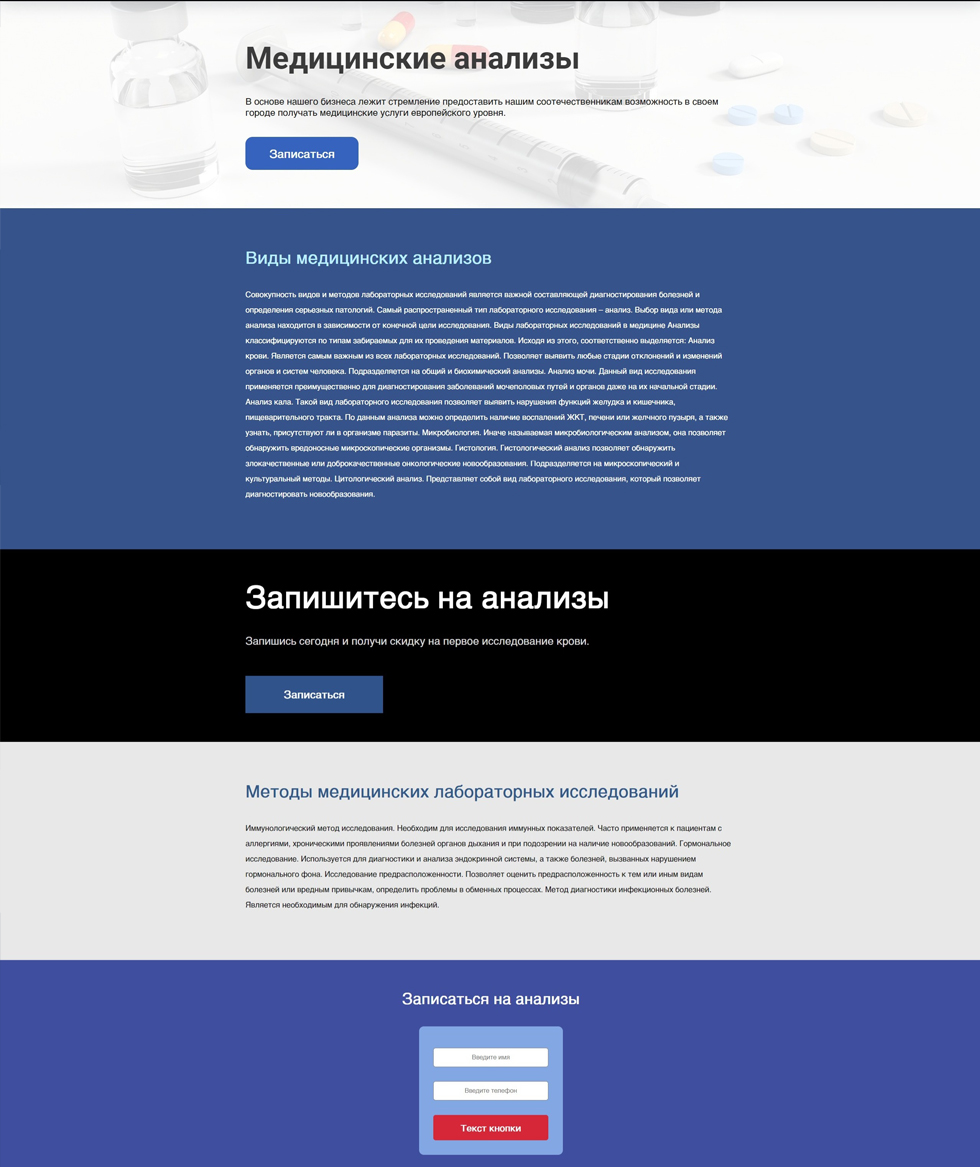 Медицинские анализы
В основе нашего бизнеса лежит стремление предоставить нашим соотечественникам возможность в своем
городе получать медицинские услуги европейского уровня.
Записаться
Виды медицинских анализов
Совокупность видов и методов лабораторных исследований является важной составляющей диагностирования болезней и
определения серьезных патологий. Самый распространенный тип лабораторного исследования – анализ. Выбор вида или метода
анализа находится в зависимости от конечной цели исследования. Виды лабораторных исследований в медицине Анализы
классифицируются по типам забираемых для их проведения материалов. Исходя из этого, соответственно выделяется: Анализ
крови. Является самым важным из всех лабораторных исследований. Позволяет выявить любые стадии отклонений и изменений
органов и систем человека. Подразделяется на общий и биохимический анализы. Анализ мочи. Данный вид исследования
применяется преимущественно для диагностирования заболеваний мочеполовых путей и органов даже на их начальной стадии.
Анализ кала. Такой вид лабораторного исследования позволяет выявить нарушения функций желудка и кишечника,
пищеварительного тракта. По данным анализа можно определить наличие воспалений ЖКТ, печени или желчного пузыря, а также
узнать, присутствуют ли в организме паразиты. Микробиология. Иначе называемая микробиологическим анализом, она позволяет
обнаружить вредоносные микроскопические организмы. Гистология. Гистологический анализ позволяет обнаружить
злокачественные или доброкачественные онкологические новообразования. Подразделяется на микроскопический и
культуральный методы. Цитологический анализ. Представляет собой вид лабораторного исследования, который позволяет
диагностировать новообразования.
Запишитесь на анализы
Запишись сегодня и получи скидку на первое исследование крови.
Записаться
Методы медицинских лабораторных исследований
Иммунологический метод исследования. Необходим для исследования иммунных показателей. Часто применяется к пациентам с
аллергиями, хроническими проявлениями болезней органов дыхания и при подозрении на наличие новообразований. Гормональное
исследование. Используется для диагностики и анализа эндокринной системы, а также болезней, вызванных нарушением
гормонального фона. Исследование предрасположенности. Позволяет оценить предрасположенность к тем или иным видам
болезней или вредным привычкам, определить проблемы в обменных процессах. Метод диагностики инфекционных болезней.
Является необходимым для обнаружения инфекций.
Записаться на анализы
Введите имя
Введите телефон
Текст кнопки